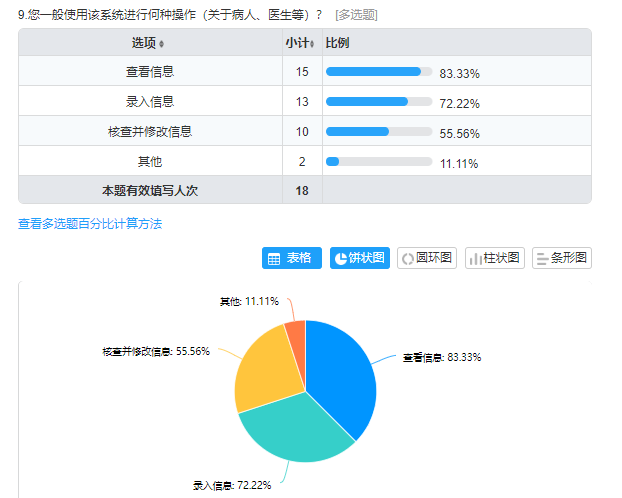 9.您一般使用该系统进行何种操作（关于病人、医生等）？ [多选题]
选项 小计 比例
查看信息 15 83.33%
录入信息 13 72.22%
核查并修改信息 10 55.56%
其他 2 11.11%
本题有效填写人次 18
查看多选题百分比计算方法
表格 饼状图 圆环图 柱状图 条形图
其他: 11.11%
核查并修改信息: 55.56%
查看信息: 83.33%
录入信息: 72.22%